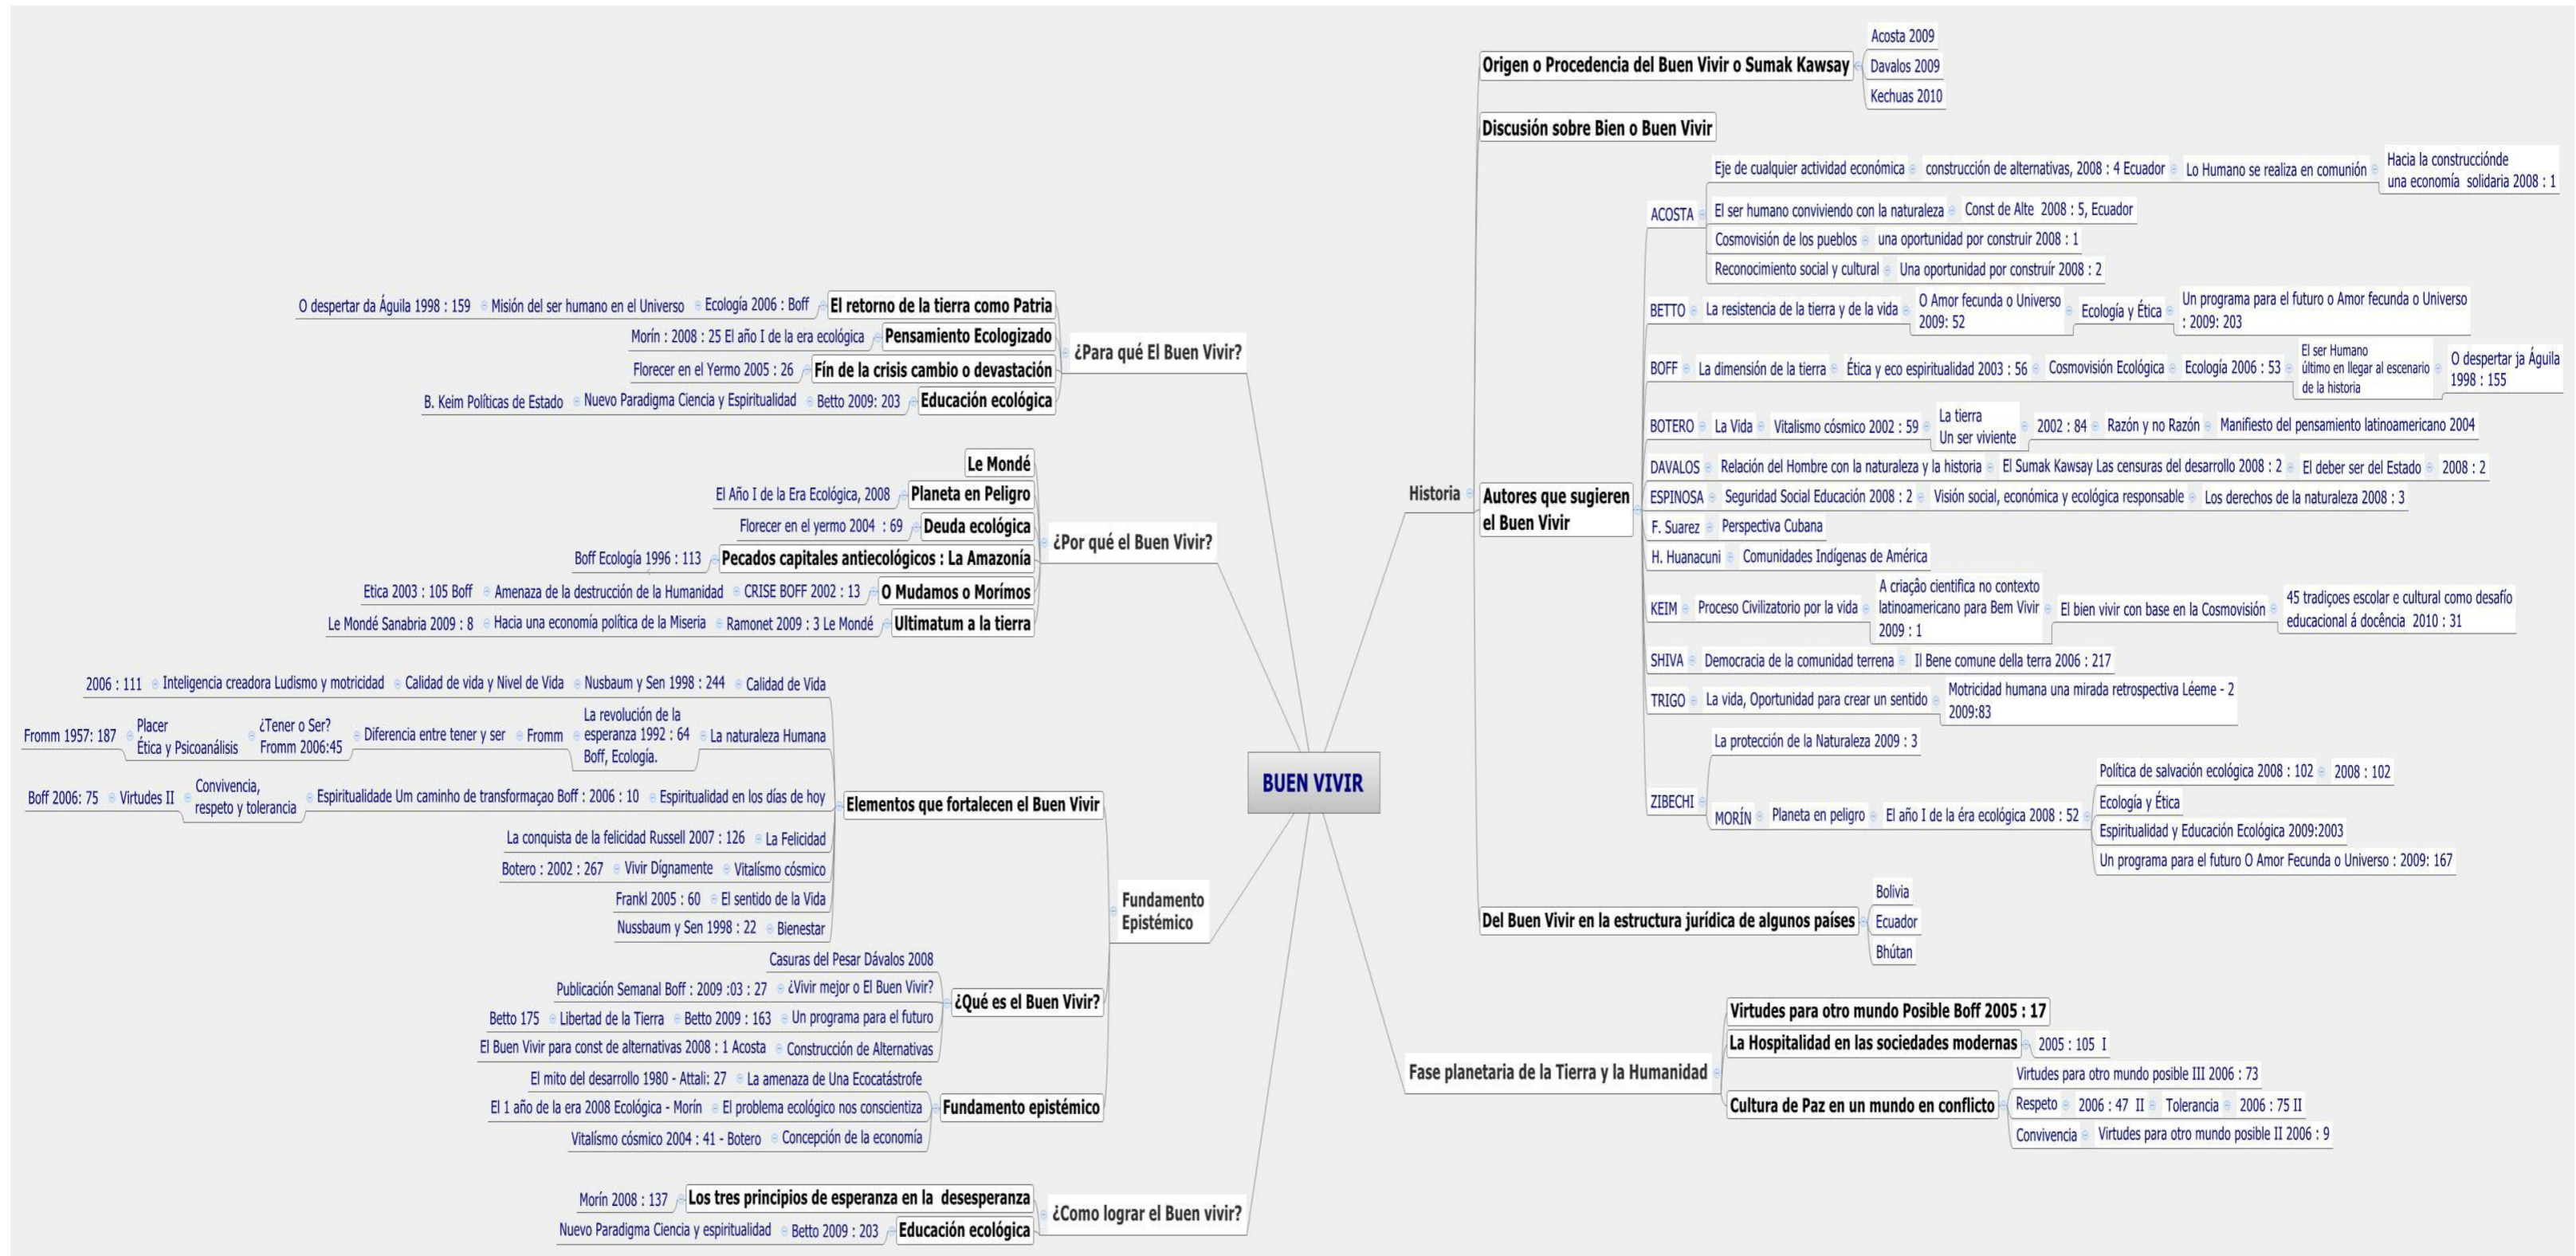 BUEN VIVIR
Historia
Origen o Procedencia del Buen Vivir o Sumak Kawsay
Acosta 2009
Davalos 2009
Kechuas 2010
Discusión sobre Bien o Buen Vivir
Autores que sugieren
el Buen Vivir
ACOSTA
Eje de cualquier actividad económica
construcción de alternativas, 2008 : 4 Ecuador
Lo Humano se realiza en comunión
Hacia la construcciónde
una economía solidaria 2008 : 1
El ser humano conviviendo con la naturaleza
Const de Alte 2008 : 5, Ecuador
Cosmovisión de los pueblos
una oportunidad por construir 2008 : 1
Reconocimiento social y cultural
Una oportunidad por construír 2008 : 2
BETTO
La resistencia de la tierra y de la vida
O Amor fecunda o Universo
2009: 52
Ecología y Ética
Un programa para el futuro o Amor fecunda o Universo
: 2009: 203
BOFF
La dimensión de la tierra
Ética y eco espiritualidad 2003 : 56
Cosmovisión Ecológica
Ecología 2006 : 53
El ser Humano
último en llegar al escenario
de la historia
O despertar ja Águila
1998 : 155
BOTERO
La Vida
Vitalismo cósmico 2002 : 59
La tierra
Un ser viviente
2002 : 84
Razón y no Razón
Manifiesto del pensamiento latinoamericano 2004
DAVALOS
Relación del Hombre con la naturaleza y la historia
El Sumak Kawsay Las censuras del desarrollo 2008 : 2
El deber ser del Estado
2008 : 2
ESPINOSA
Seguridad Social Educación 2008 : 2
Visión social, económica y ecológica responsable
Los derechos de la naturaleza 2008 : 3
F. Suarez
Perspectiva Cubana
H. Huanacuni
Comunidades Indígenas de América
KEIM
Proceso Civilizatorio por la vida
A criação cientifica no contexto
latinoamericano para Bem Vivir
2009 : 1
El bien vivir con base en la Cosmovisión
45 tradiçoes escolar e cultural como desafío
educacional á docência 2010 : 31
SHIVA
Democracia de la comunidad terrena
Il Bene comune della terra 2006 : 217
TRIGO
La vida, Oportunidad para crear un sentido
Motricidad humana una mirada retrospectiva Léeme - 2
2009:83
ZIBECHI
La protección de la Naturaleza 2009 : 3
MORÍN
Planeta en peligro
El año I de la éra ecológica 2008 : 52
Política de salvación ecológica 2008 : 102
2008 : 102
Ecología y Ética
Espiritualidad y Educación Ecológica 2009:2003
Un programa para el futuro O Amor Fecunda o Universo : 2009: 167
Del Buen Vivir en la estructura jurídica de algunos países
Bolivia
Ecuador
Bhútan
Fase planetaria de la Tierra y la Humanidad
Virtudes para otro mundo Posible Boff 2005 : 17
La Hospitalidad en las sociedades modernas
2005 : 105 I
Cultura de Paz en un mundo en conflicto
Virtudes para otro mundo posible III 2006 : 73
Respeto
2006 : 47 II
Tolerancia
2006 : 75 II
Convivencia
Virtudes para otro mundo posible II 2006 : 9
¿Para qué El Buen Vivir?
El retorno de la tierra como Patria
Ecología 2006 : Boff
Misión del ser humano en el Universo
O despertar da Águila 1998 : 159
Pensamiento Ecologizado
Morín : 2008 : 25 El año I de la era ecológica
Fín de la crisis cambio o devastación
Florecer en el Yermo 2005 : 26
Educación ecológica
Betto 2009: 203
Nuevo Paradigma Ciencia y Espiritualidad
B. Keim Políticas de Estado
¿Por qué el Buen Vivir?
Le Mondé
Planeta en Peligro
El Año I de la Era Ecológica, 2008
Deuda ecológica
Florecer en el yermo 2004 : 69
Pecados capitales antiecológicos : La Amazonía
Boff Ecología 1996 : 113
O Mudamos o Morímos
CRISE BOFF 2002 : 13
Amenaza de la destrucción de la Humanidad
Etica 2003 : 105 Boff
Ultimatum a la tierra
Ramonet 2009 : 3 Le Mondé
Hacia una economía política de la Miseria
Le Mondé Sanabria 2009 : 8
Fundamento
Epistémico
Elementos que fortalecen el Buen Vivir
Calidad de Vida
Nusbaum y Sen 1998 : 244
Calidad de vida y Nivel de Vida
Inteligencia creadora Ludismo y motricidad
2006 : 111
La naturaleza Humana
La revolución de la
esperanza 1992 : 64
Boff, Ecología.
Fromm
Diferencia entre tener y ser
¿Tener o Ser?
Fromm 2006:45
Placer
Ética y Psicoanálisis
Fromm 1957: 187
Espiritualidad en los días de hoy
Espiritualidade Um caminho de transformaçao Boff : 2006 : 10
Convivencia,
respeto y tolerancia
Virtudes II
Boff 2006: 75
La Felicidad
La conquista de la felicidad Russell 2007 : 126
Vitalísmo cósmico
Vivir Dígnamente
Botero : 2002 : 267
El sentido de la Vida
Frankl 2005 : 60
Bienestar
Nussbaum y Sen 1998 : 22
¿Qué es el Buen Vivir?
Casuras del Pesar Dávalos 2008
¿Vivir mejor o El Buen Vivir?
Publicación Semanal Boff : 2009 :03 : 27
Un programa para el futuro
Betto 2009 : 163
Libertad de la Tierra
Betto 175
Construcción de Alternativas
El Buen Vivir para const de alternativas 2008 : 1 Acosta
Fundamento epistémico
La amenaza de Una Ecocatástrofe
El mito del desarrollo 1980 - Attali: 27
El problema ecológico nos conscientiza
El 1 año de la era 2008 Ecológica - Morín
Concepción de la economía
Vitalísmo cósmico 2004 : 41 - Botero
¿Como lograr el Buen vivir?
Los tres principios de esperanza en la desesperanza
Morín 2008 : 137
Educación ecológica
Betto 2009 : 203
Nuevo Paradigma Ciencia y espiritualidad